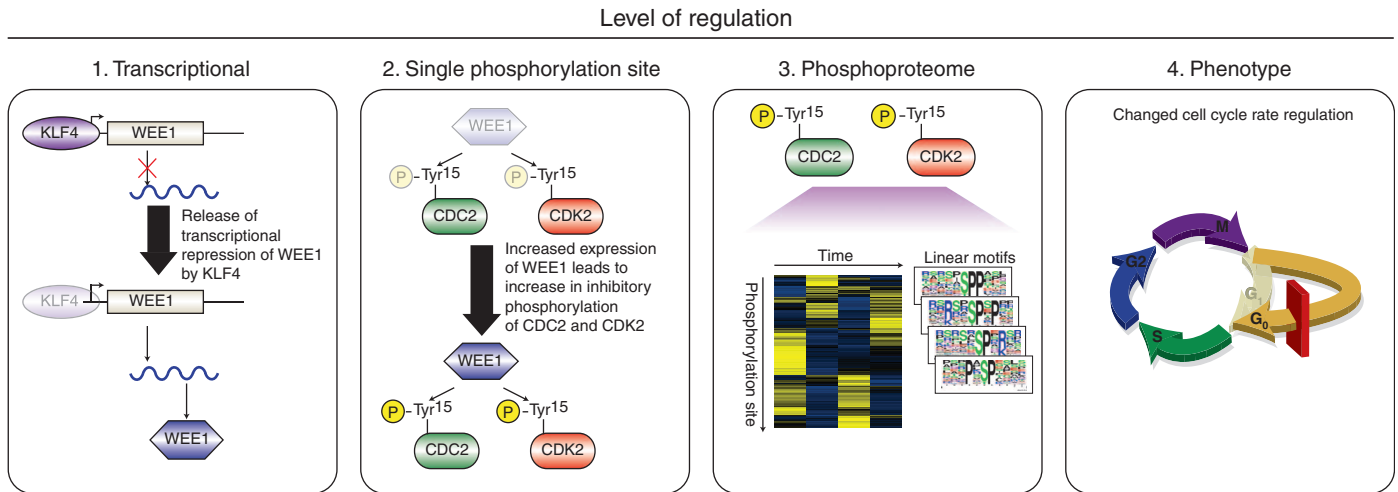 Level of regulation
1. Transcriptional
KLF4
WEE1
Release of
transcriptional
repression of WEE1
by KLF4
KLF4
WEE1
WEE1
2. Single phosphorylation site
WEE1
P –Tyr15 P –Tyr15
CDC2 CDK2
Increased expression
of WEE1 leads to
increase in inhibitory
phosphorylation
of CDC2 and CDK2
WEE1
P –Tyr15 P –Tyr15
CDC2 CDK2
3. Phosphoproteome
P –Tyr15 P –Tyr15
CDC2 CDK2
Time
Linear motifs
Phosphorylation site
4. Phenotype
Changed cell cycle rate regulation
M
G2
G1
G0
S